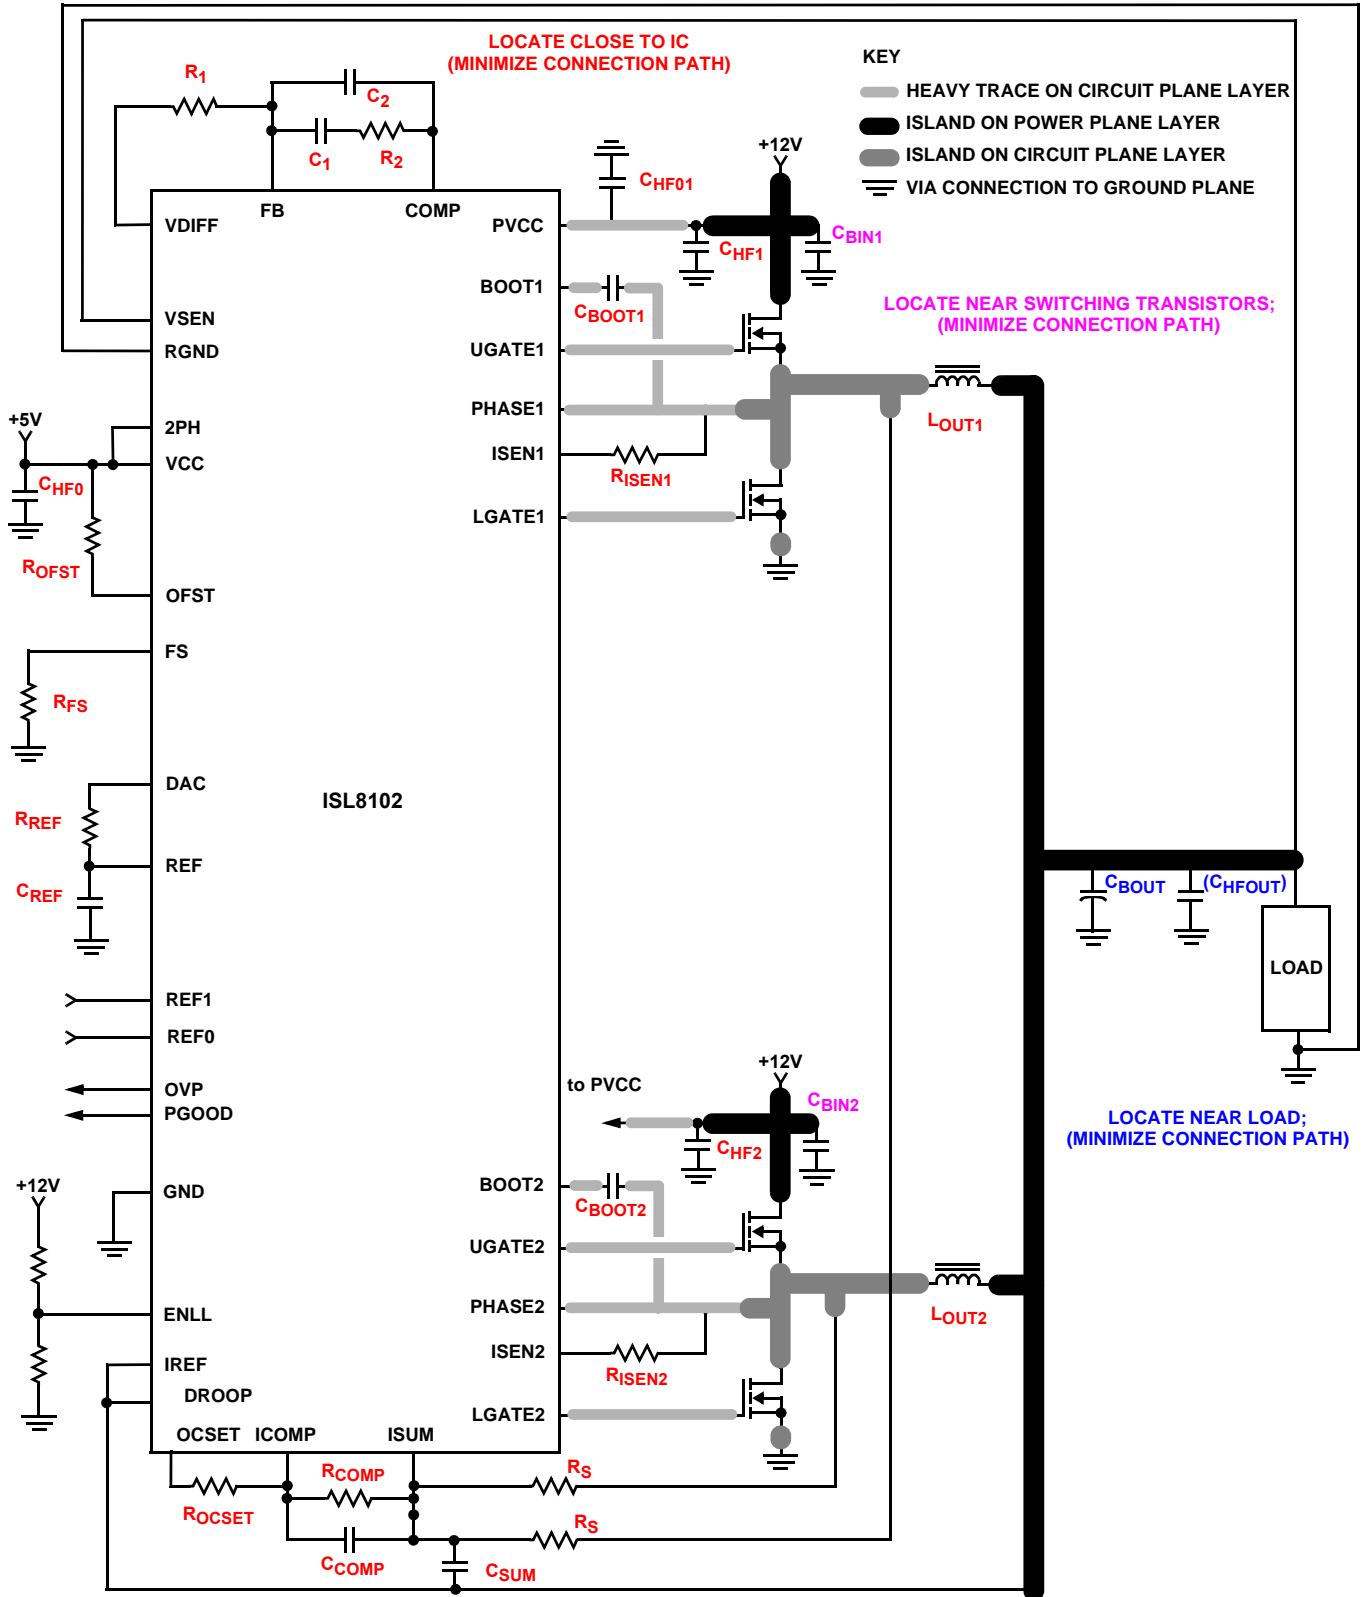 LOCATE CLOSE TO IC
(MINIMIZE CONNECTION PATH)
KEY
HEAVY TRACE ON CIRCUIT PLANE LAYER
ISLAND ON POWER PLANE LAYER
ISLAND ON CIRCUIT PLANE LAYER
VIA CONNECTION TO GROUND PLANE
R1
C2
C1
R2
+12V
CHF01
FB
COMP
VDIFF
PVCC
CHF1
CBIN1
BOOT1
CBOOT1
LOCATE NEAR SWITCHING TRANSISTORS;
(MINIMIZE CONNECTION PATH)
VSEN
RGND
UGATE1
PHASE1
LOUT1
+5V
2PH
VCC
ISEN1
RISEN1
CHF0
LGATE1
ROFST
OFST
FS
RFS
DAC
ISL8102
RREF
REF
CREF
CBOUT
(CHFOUT)
LOAD
REF1
REF0
OVP
PGOOD
+12V
to PVCC
CBIN2
CHF2
LOCATE NEAR LOAD;
(MINIMIZE CONNECTION PATH)
+12V
GND
BOOT2
CBOOT2
UGATE2
ENLL
PHASE2
LOUT2
IREF
ISEN2
RISEN2
DROOP
LGATE2
OCSET
ICOMP
ISUM
RCOMP
RS
ROCSET
RS
CCOMP
CSUM